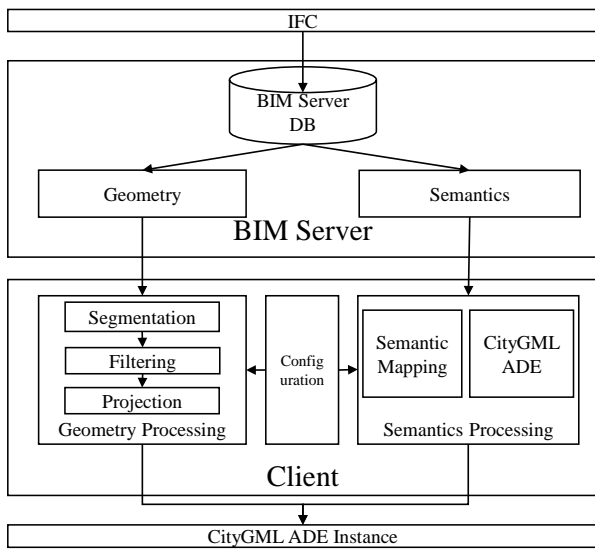 IFC
BIM Server
DB
Geometry
Semantics
BIM Server
Segmentation
Filtering
Projection
Geometry Processing
Config
uration
Semantic
Mapping
CityGML
ADE
Semantics Processing
Client
CityGML ADE Instance